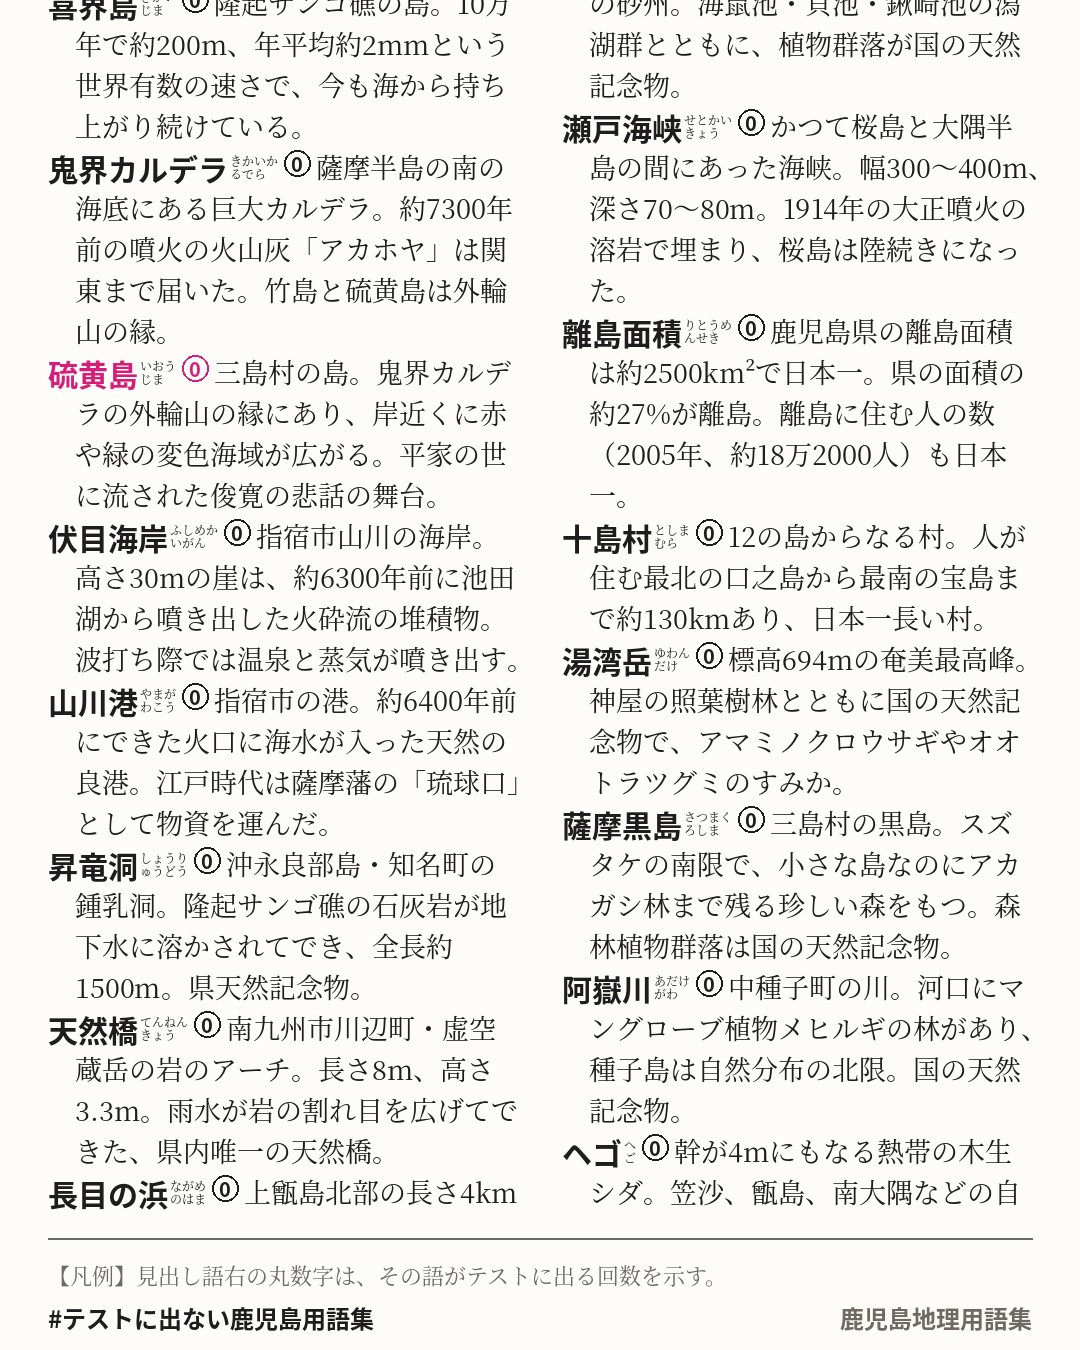 喜界島 じま ⓪ 隆起サンゴ礁の島。10万
年で約200m、年平均約2mmという
世界有数の速さで、今も海から持ち
上がり続けている。
鬼界カルデラ きかいかるでら ⓪ 薩摩半島の南の
海底にある巨大カルデラ。約7300年
前の噴火の火山灰「アカホヤ」は関
東まで届いた。竹島と硫黄島は外輪
山の縁。
硫黄島 いおうじま ⓪ 三島村の島。鬼界カルデ
ラの外輪山の縁にあり、岸近くに赤
や緑の変色海域が広がる。平家の世
に流された俊寛の悲話の舞台。
伏目海岸 ふしめかいがん ⓪ 指宿市山川の海岸。
高さ30mの崖は、約6300年前に池田
湖から噴き出した火砕流の堆積物。
波打ち際では温泉と蒸気が噴き出す。
山川港 やまがわこう ⓪ 指宿市の港。約6400年前
にできた火口に海水が入った天然の
良港。江戸時代は薩摩藩の「琉球口」
として物資を運んだ。
昇竜洞 しょうりゅうどう ⓪ 沖永良部島・知名町の
鍾乳洞。隆起サンゴ礁の石灰岩が地
下水に溶かされてでき、全長約
1500m。県天然記念物。
天然橋 てんねんきょう ⓪ 南九州市川辺町・虚空
蔵岳の岩のアーチ。長さ8m、高さ
3.3m。雨水が岩の割れ目を広げてで
きた、県内唯一の天然橋。
長目の浜 ながめのはま ⓪ 上甑島北部の長さ4km
の砂州。海鼠池・貝池・鍬崎池の潟
湖群とともに、植物群落が国の天然
記念物。
瀬戸海峡 せとかいきょう ⓪ かつて桜島と大隅半
島の間にあった海峡。幅300〜400m、
深さ70〜80m。1914年の大正噴火の
溶岩で埋まり、桜島は陸続きになっ
た。
離島面積 りとうめんせき ⓪ 鹿児島県の離島面積
は約2500km²で日本一。県の面積の
約27%が離島。離島に住む人の数
（2005年、約18万2000人）も日本
一。
十島村 としまむら ⓪ 12の島からなる村。人が
住む最北の口之島から最南の宝島ま
で約130kmあり、日本一長い村。
湯湾岳 ゆわんだけ ⓪ 標高694mの奄美最高峰。
神屋の照葉樹林とともに国の天然記
念物で、アマミノクロウサギやオオ
トラツグミのすみか。
薩摩黒島 さつまくろしま ⓪ 三島村の黒島。スズ
タケの南限で、小さな島なのにアカ
ガシ林まで残る珍しい森をもつ。森
林植物群落は国の天然記念物。
阿嶽川 あだけがわ ⓪ 中種子町の川。河口にマ
ングローブ植物メヒルギの林があり、
種子島は自然分布の北限。国の天然
記念物。
ヘゴ へご ⓪ 幹が4mにもなる熱帯の木生
シダ。笠沙、甑島、南大隅などの自
【凡例】見出し語右の丸数字は、その語がテストに出る回数を示す。
#テストに出ない鹿児島用語集
鹿児島地理用語集